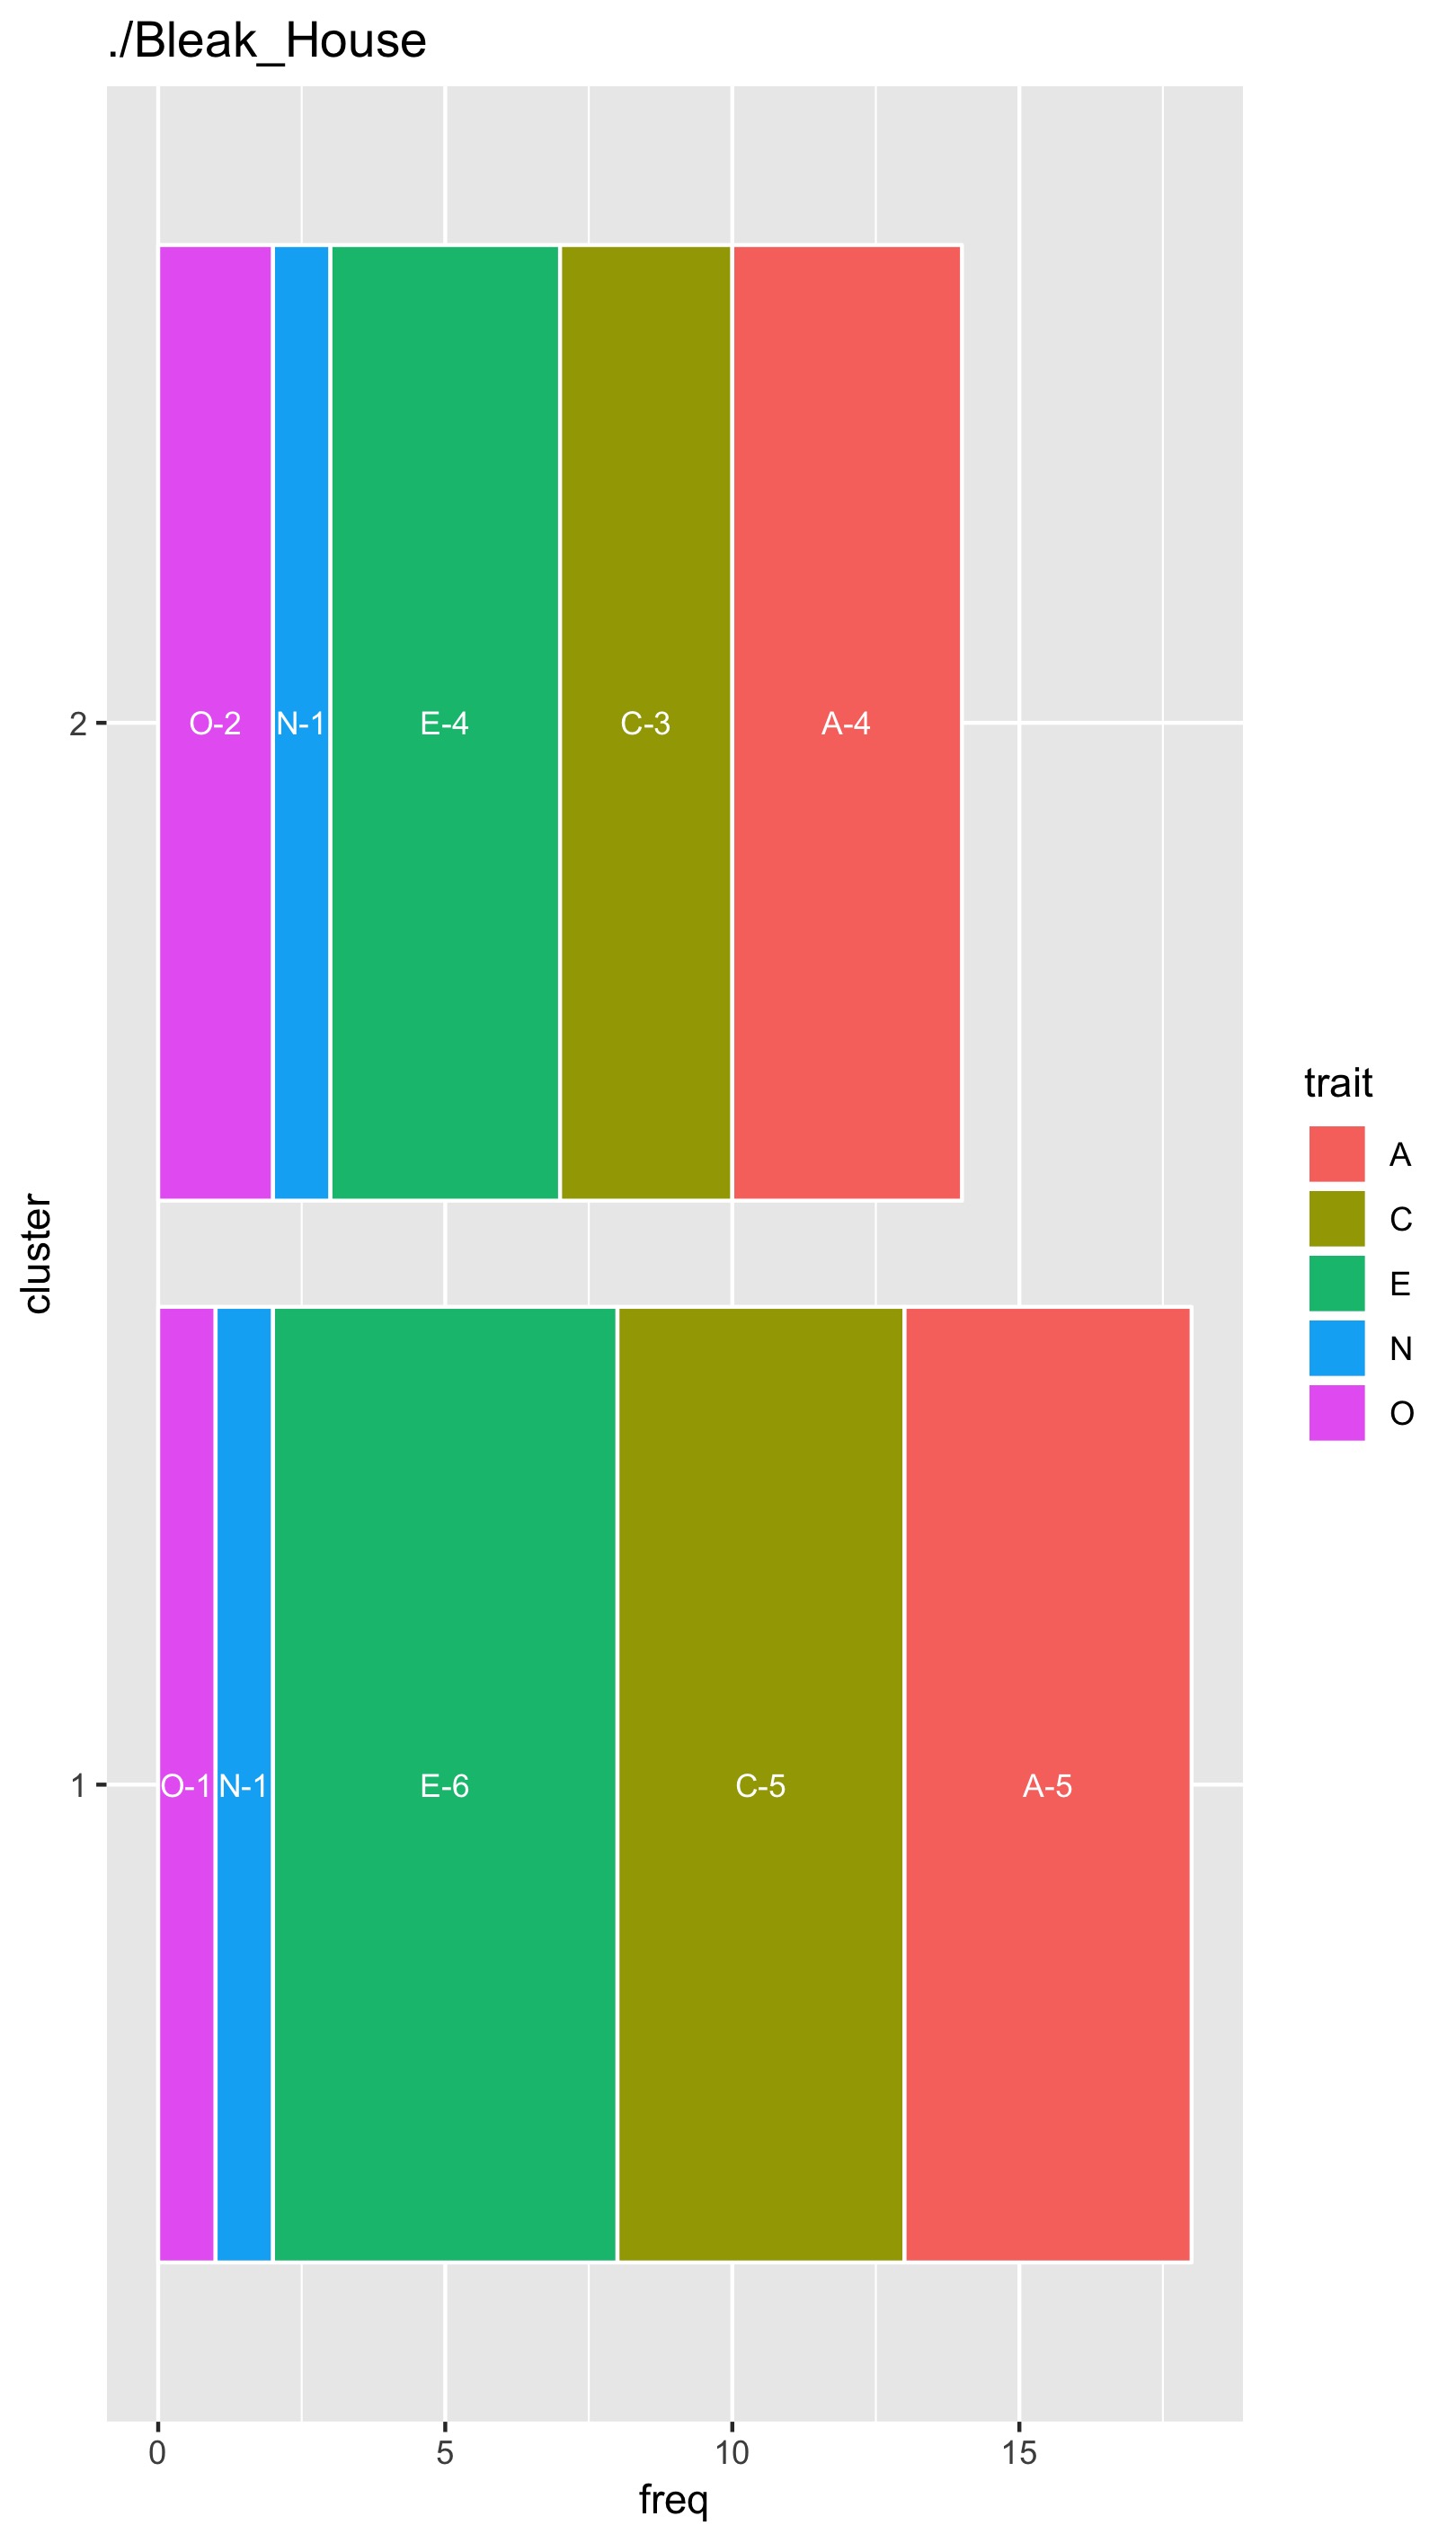 ./Bleak_House
2
O-2 N-1 E-4 C-3 A-4
cluster
1
O-1 N-1 E-6 C-5 A-5
0 5 10 15
freq
trait
A
C
E
N
O